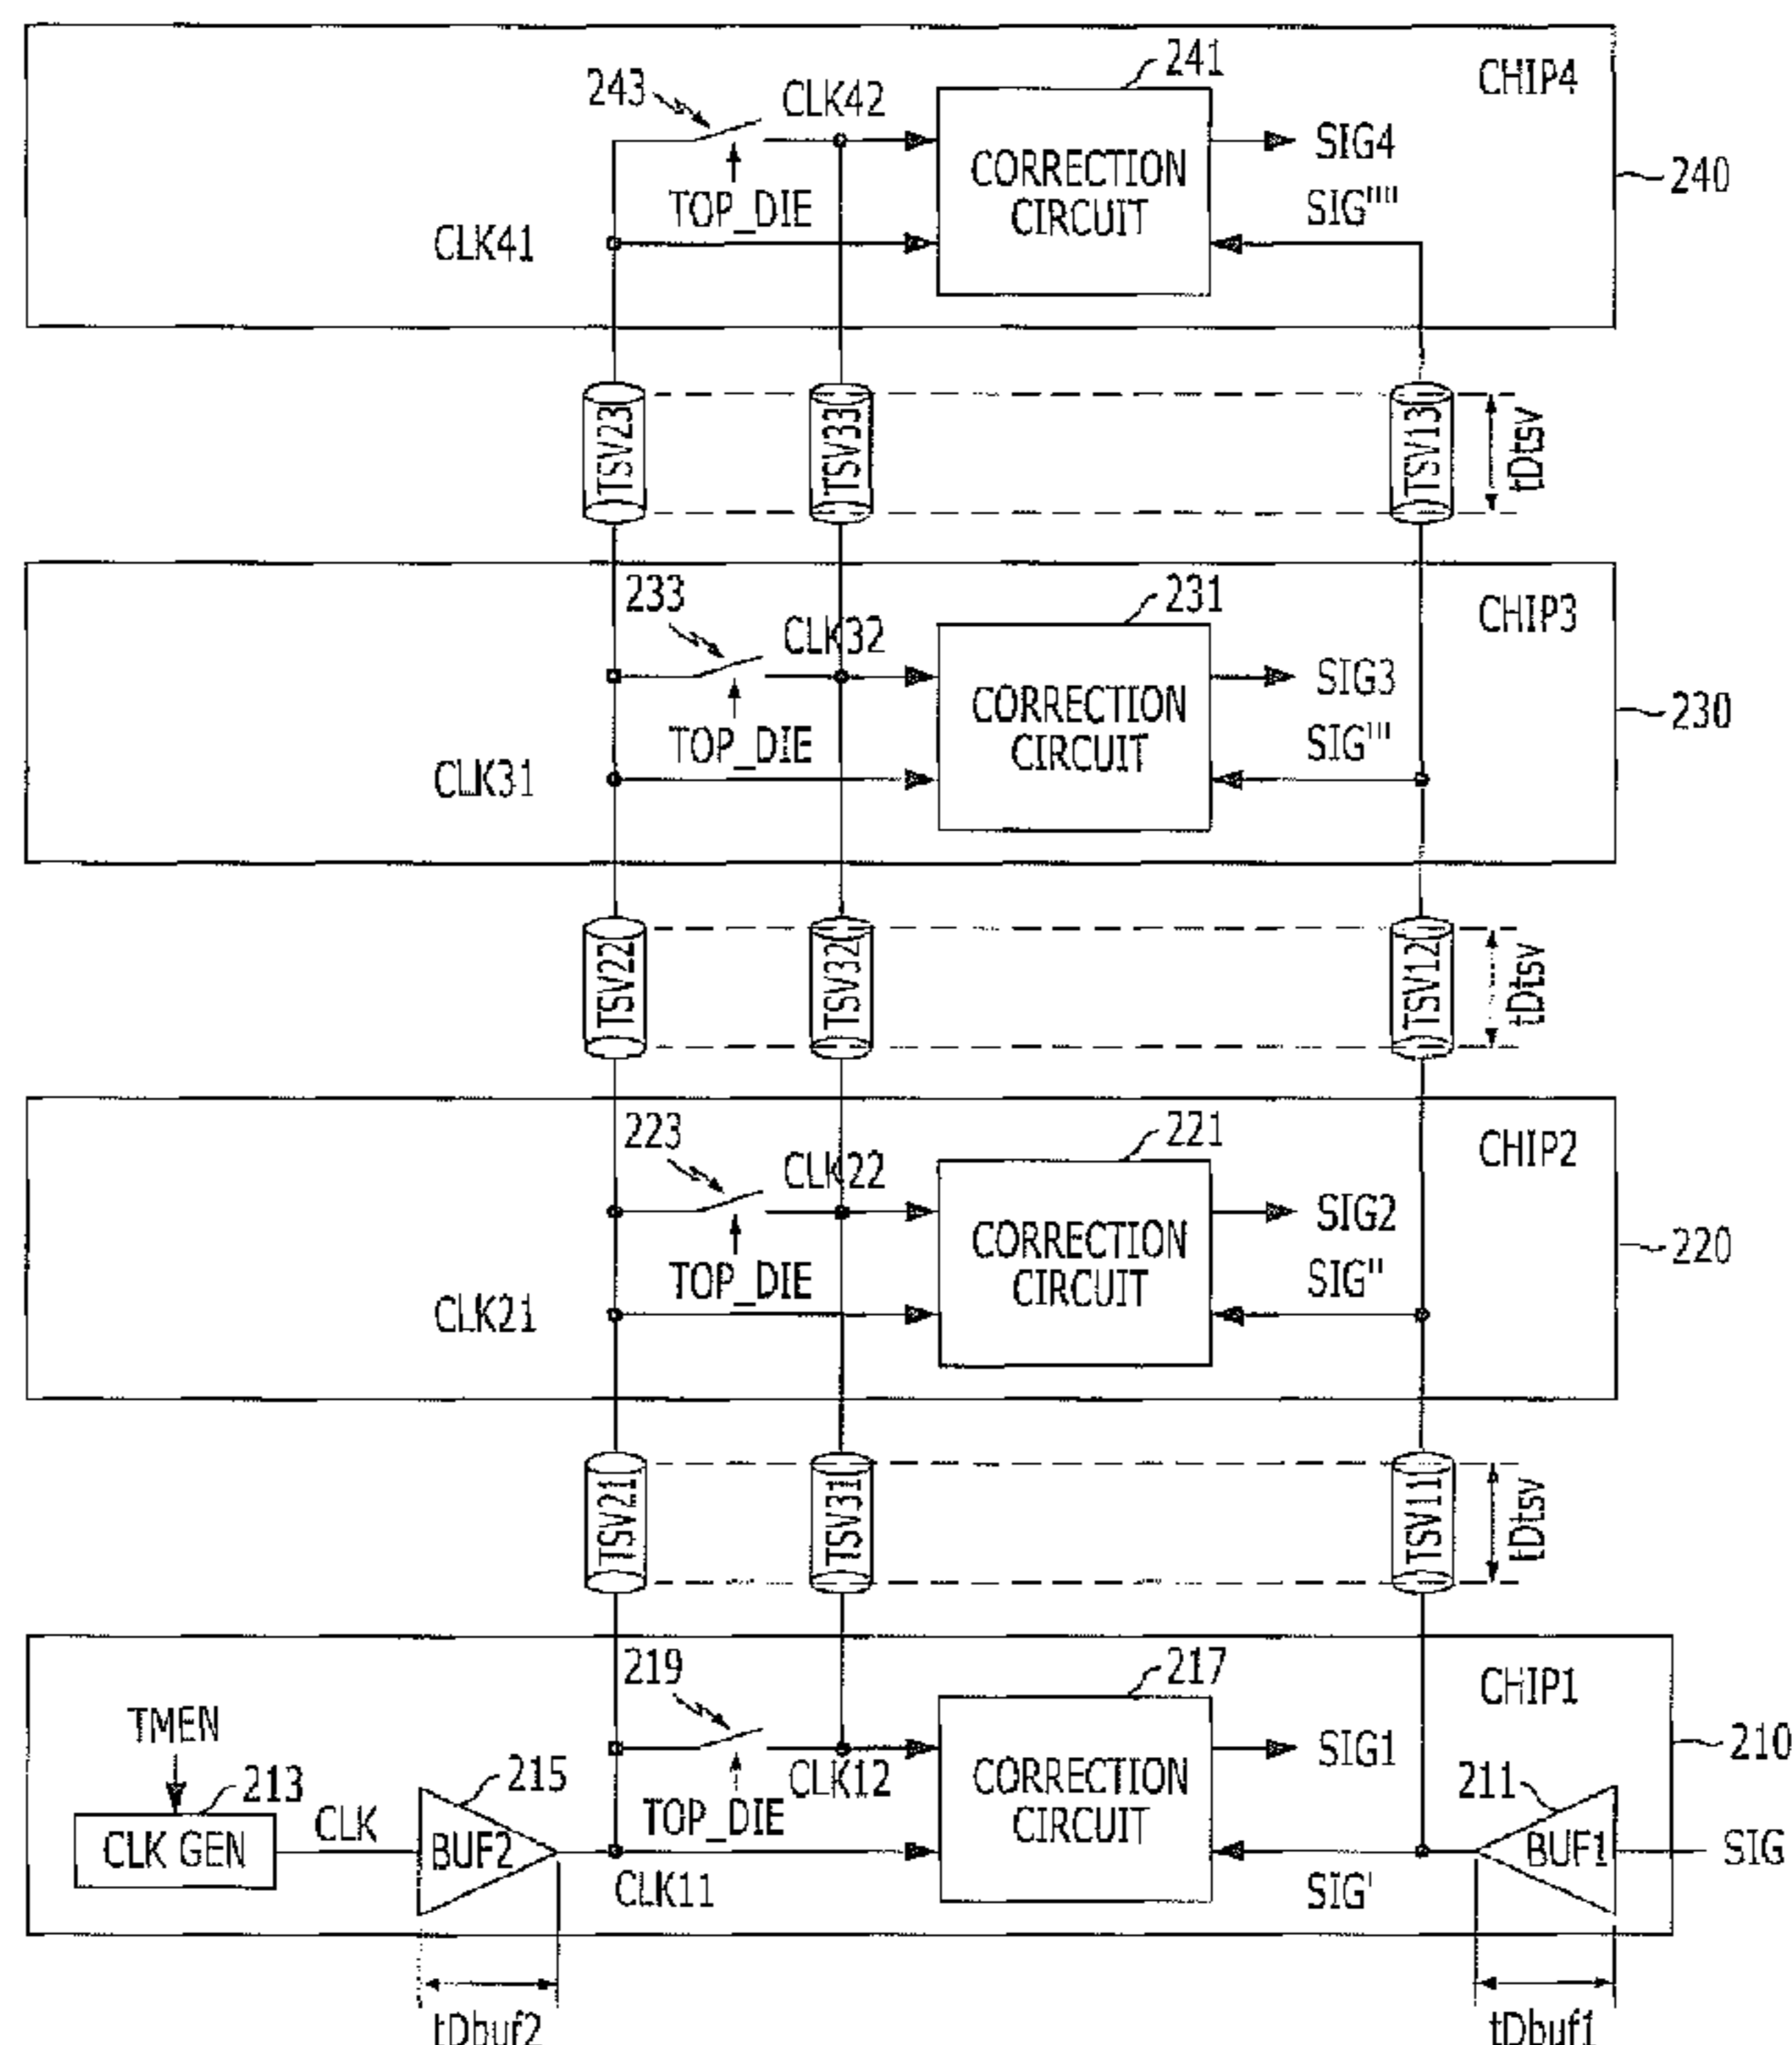 241
CHIP4
243
CLK42
SIG4
CORRECTION
CIRCUIT
240
TOP_DIE
SIG''''
CLK41
TSV23
TSV33
TSV13
tDtsv
233
231
CHIP3
CLK32
SIG3
CORRECTION
CIRCUIT
230
TOP_DIE
SIG'''
CLK31
TSV22
TSV32
TSV12
tDtsv
223
221
CHIP2
CLK22
SIG2
CORRECTION
CIRCUIT
220
TOP_DIE
SIG''
CLK21
TSV21
TSV31
TSV11
tDtsv
219
217
CHIP1
TMEN
SIG1
210
213
215
CLK12
CORRECTION
CIRCUIT
211
CLK
TOP_DIE
CLK GEN
BUF2
BUF1
SIG
CLK11
SIG'
tDbuf2
tDbuf1